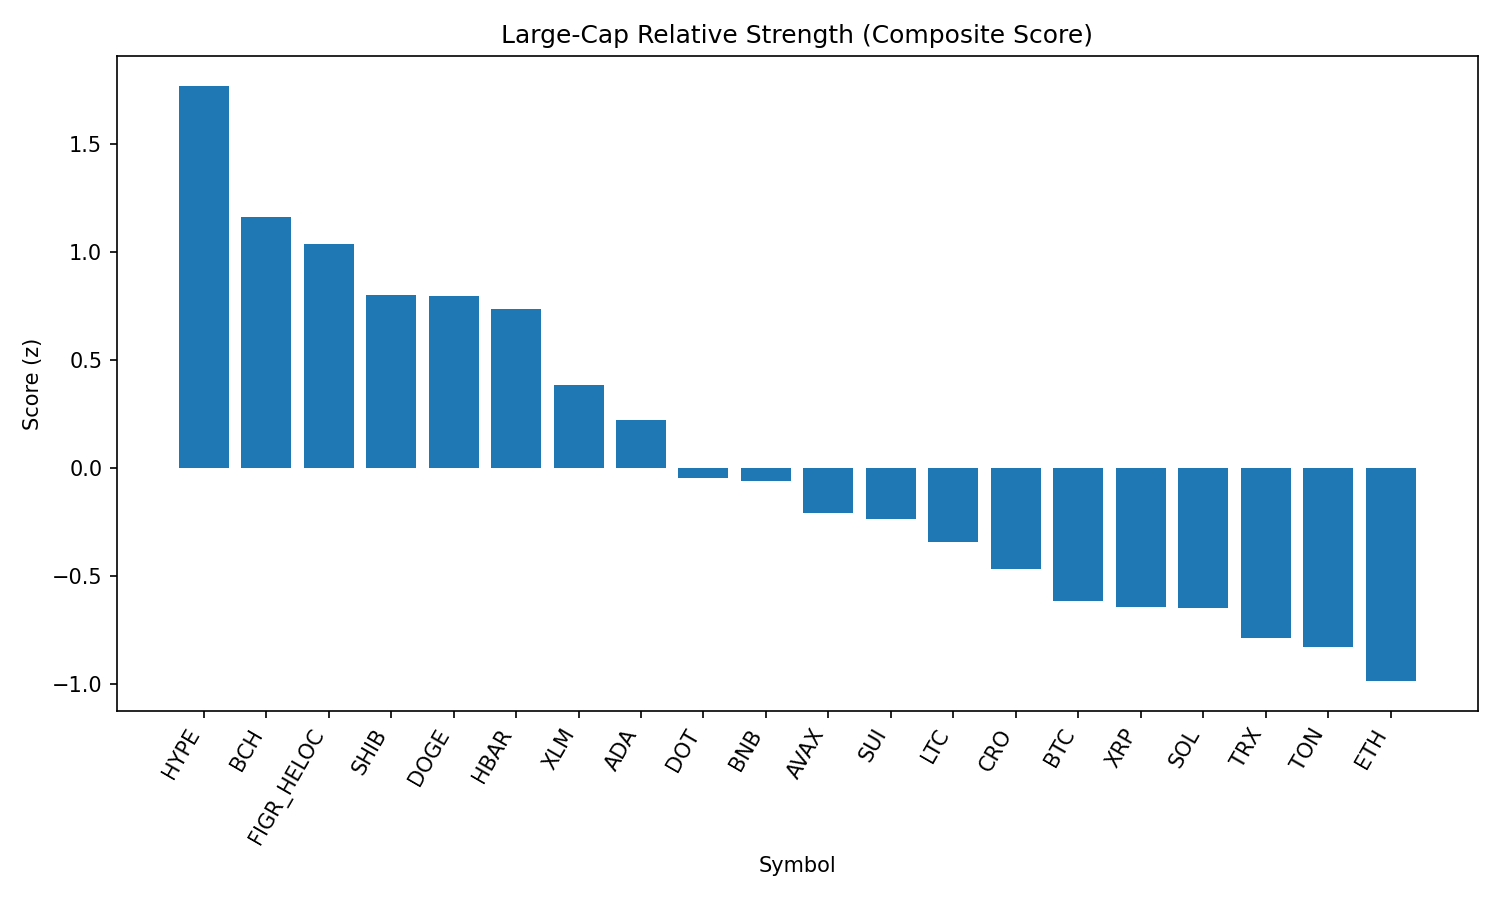 Large-Cap Relative Strength (Composite Score)
Score (z)
1.5
1.0
0.5
0.0
−0.5
−1.0
HYPE
BCH
FIGR_HELOC
SHIB
DOGE
HBAR
XLM
ADA
DOT
BNB
AVAX
SUI
LTC
CRO
BTC
XRP
SOL
TRX
TON
ETH
Symbol